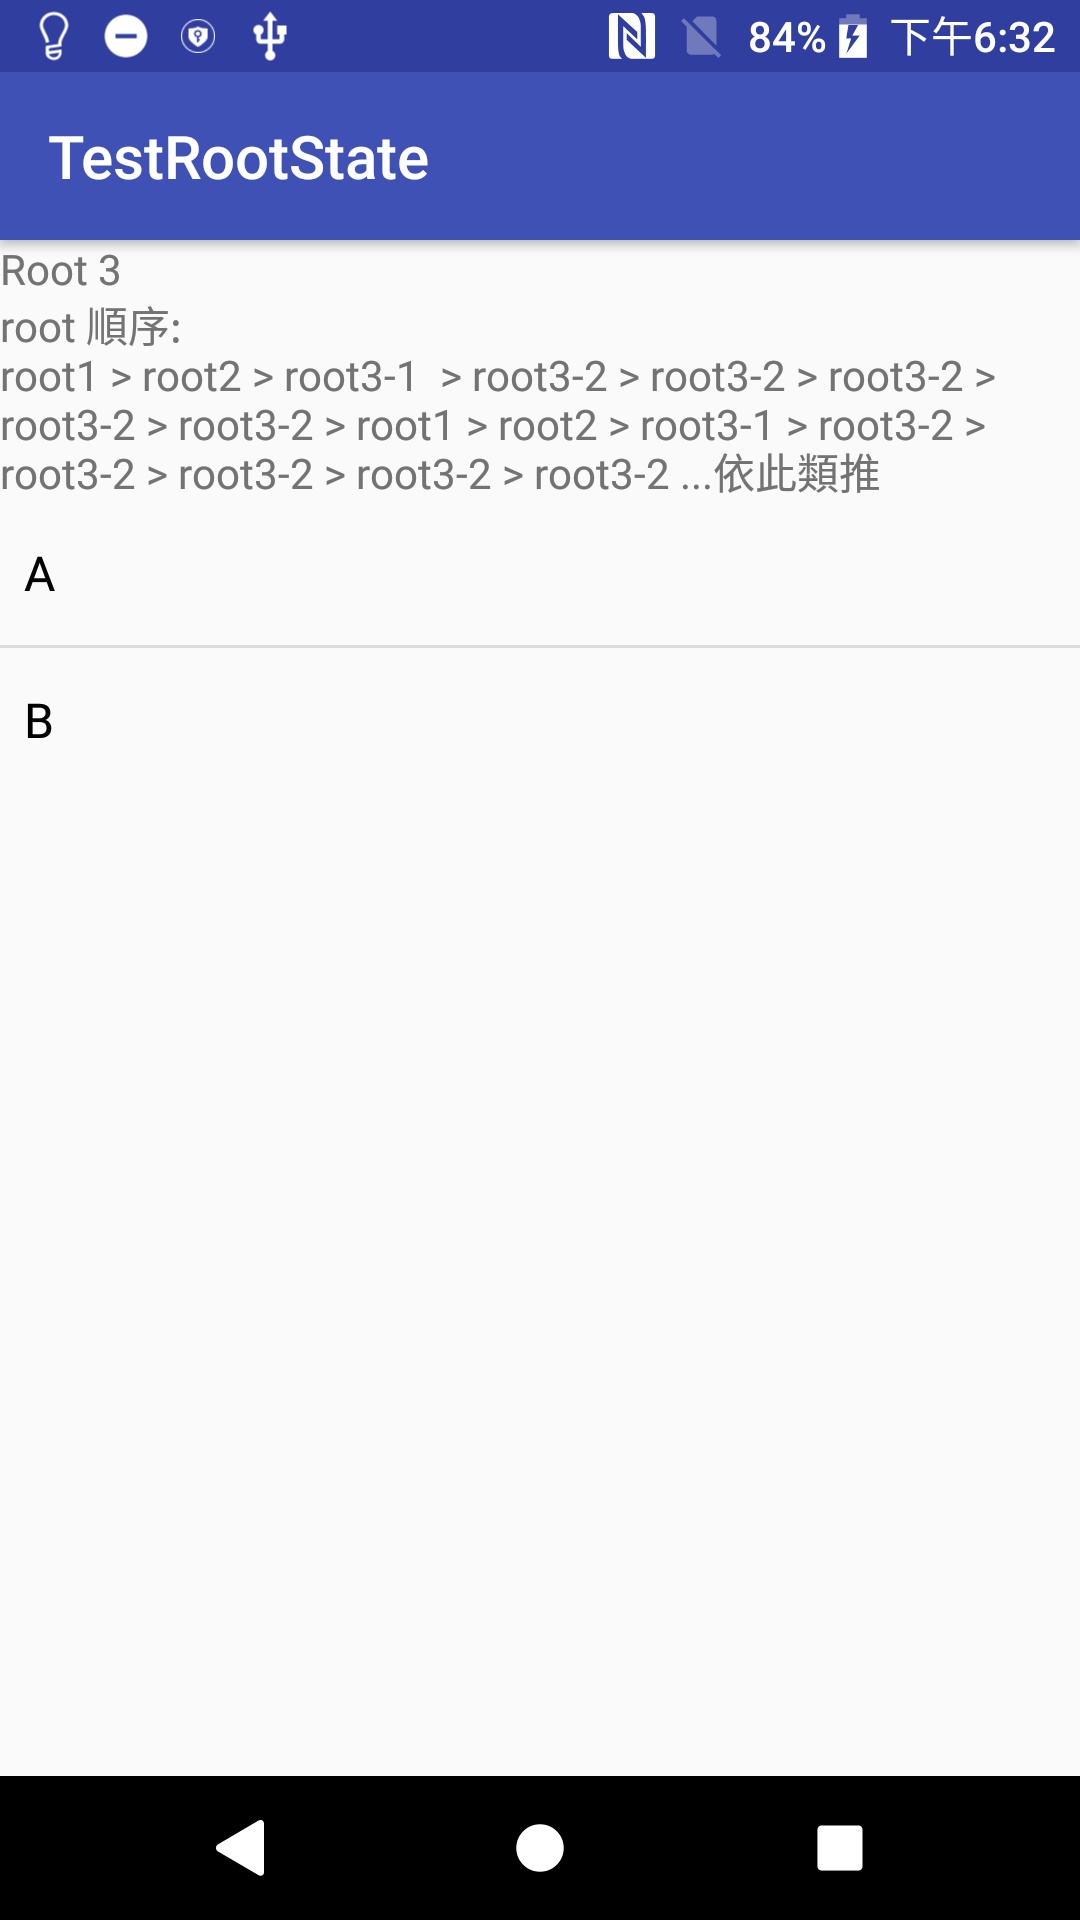 84% 下午6:32
TestRootState
Root 3
root 順序:
root1 > root2 > root3-1  > root3-2 > root3-2 > root3-2 >
root3-2 > root3-2 > root1 > root2 > root3-1 > root3-2 >
root3-2 > root3-2 > root3-2 > root3-2 ...依此類推
A
B